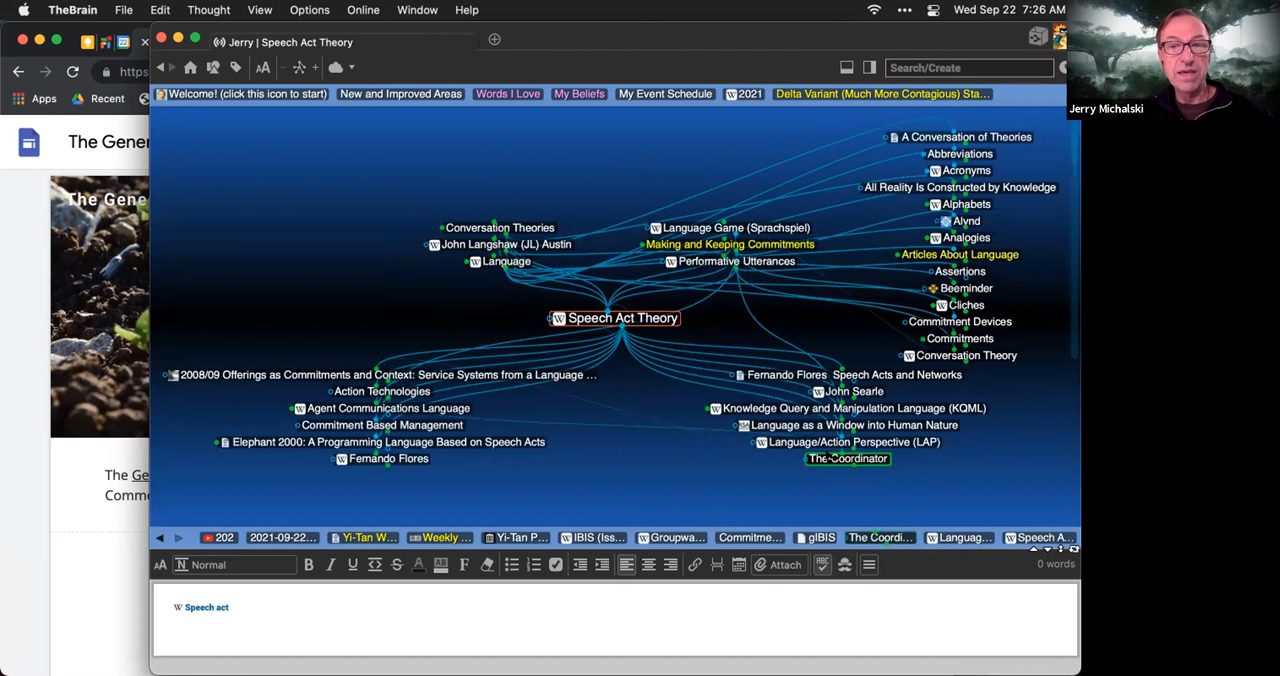 TheBrain File Edit Thought View Options Online Window Help Wed Sep 22 7:26 AM
Jerry | Speech Act Theory
https
Search/Create
Apps Recent
Welcome! (click this icon to start) New and Improved Areas Words I Love My Beliefs My Event Schedule W 2021 Delta Variant (Much More Contagious) Sta...
Jerry Michalski
The Gener
The Gene
A Conversation of Theories
Abbreviations
W Acronyms
All Reality Is Constructed by Knowledge
W Alphabets
Alynd
W Analogies
Articles About Language
Assertions
Beeminder
W Cliches
Commitment Devices
Commitments
W Conversation Theory
Conversation Theories
W John Langshaw (JL) Austin
W Language
W Language Game (Sprachspiel)
Making and Keeping Commitments
W Performative Utterances
W Speech Act Theory
2008/09 Offerings as Commitments and Context: Service Systems from a Language ...
Action Technologies
W Agent Communications Language
Commitment Based Management
Elephant 2000: A Programming Language Based on Speech Acts
W Fernando Flores
Fernando Flores Speech Acts and Networks
W John Searle
W Knowledge Query and Manipulation Language (KQML)
Language as a Window into Human Nature
W Language/Action Perspective (LAP)
The Coordinator
The Ge
Comme
202 2021-09-22... Yi-Tan W... Weekly ... Yi-Tan P... W IBIS (Iss... W Groupwa... Commitme... gIBIS The Coordi... W Languag... W Speech A...
AA N Normal B I U S A AB F Attach ABC 0 words
W Speech act